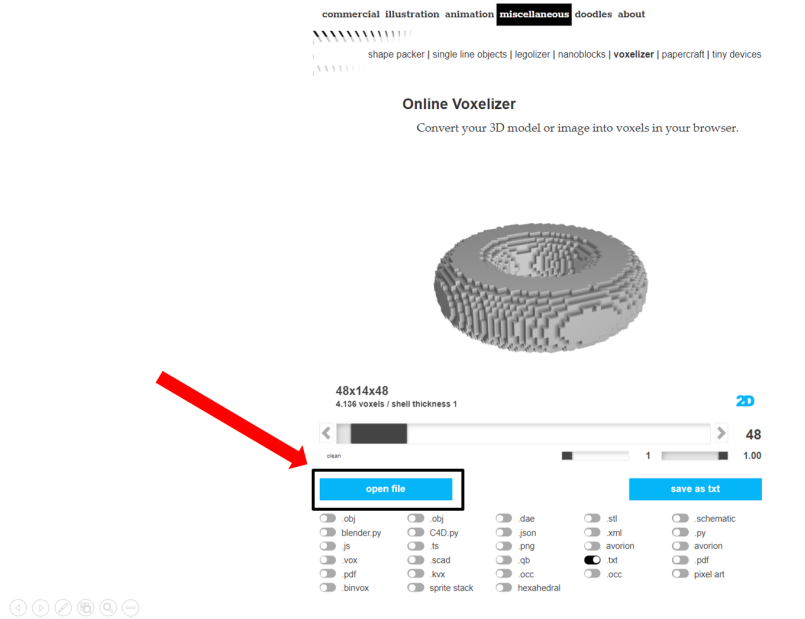 commercial illustration animation miscellaneous doodles about
shape packer | single line objects | legolizer | nanoblocks | voxelizer | papercraft | tiny devices
Online Voxelizer
Convert your 3D model or image into voxels in your browser.
48x14x48
4.136 voxels / shell thickness 1
2D
48
clean 1 1.00
open file save as txt
.obj .obj .dae .stl .schematic
blender.py C4D.py .json .xml .py
.js .ts .png avorion avorion
.vox .scad .qb .txt .pdf
.pdf .kvx .occ .occ pixel art
.binvox sprite stack hexahedral